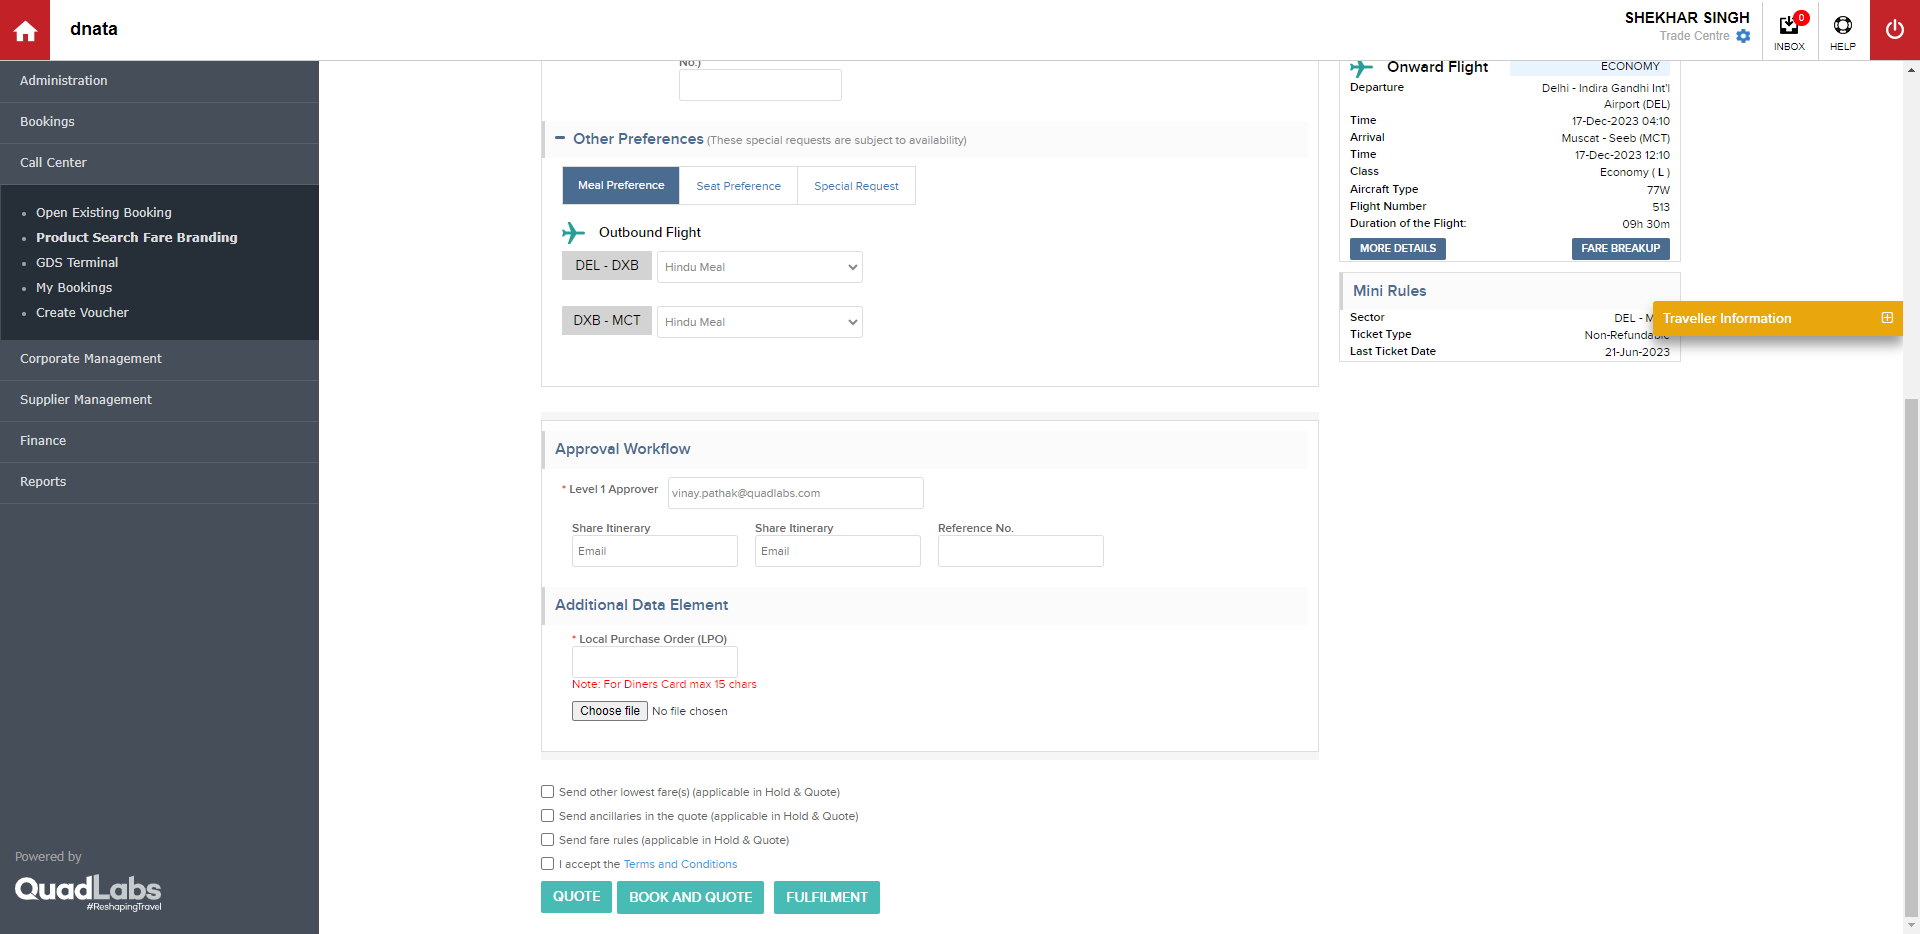 dnata
SHEKHAR SINGH
Trade Centre
0
INBOX
HELP
Administration
Bookings
Call Center
Open Existing Booking
Product Search Fare Branding
GDS Terminal
My Bookings
Create Voucher
Corporate Management
Supplier Management
Finance
Reports
Powered by
QuadLabs
#ReshapingTravel
No.)
Other Preferences (These special requests are subject to availability)
Meal Preference
Seat Preference
Special Request
Outbound Flight
DEL - DXB
Hindu Meal
DXB - MCT
Hindu Meal
Approval Workflow
* Level 1 Approver
vinay.pathak@quadlabs.com
Share Itinerary
Share Itinerary
Reference No.
Email
Email
Additional Data Element
* Local Purchase Order (LPO)
Note: For Diners Card max 15 chars
Choose file No file chosen
Send other lowest fare(s) (applicable in Hold & Quote)
Send ancillaries in the quote (applicable in Hold & Quote)
Send fare rules (applicable in Hold & Quote)
I accept the Terms and Conditions
QUOTE
BOOK AND QUOTE
FULFILMENT
Onward Flight
ECONOMY
Departure
Delhi - Indira Gandhi Int'l
Airport (DEL)
Time
17-Dec-2023 04:10
Arrival
Muscat - Seeb (MCT)
Time
17-Dec-2023 12:10
Class
Economy ( L )
Aircraft Type
77W
Flight Number
513
Duration of the Flight:
09h 30m
MORE DETAILS
FARE BREAKUP
Mini Rules
Sector
DEL - M
Ticket Type
Non-Refundable
Last Ticket Date
21-Jun-2023
Traveller Information